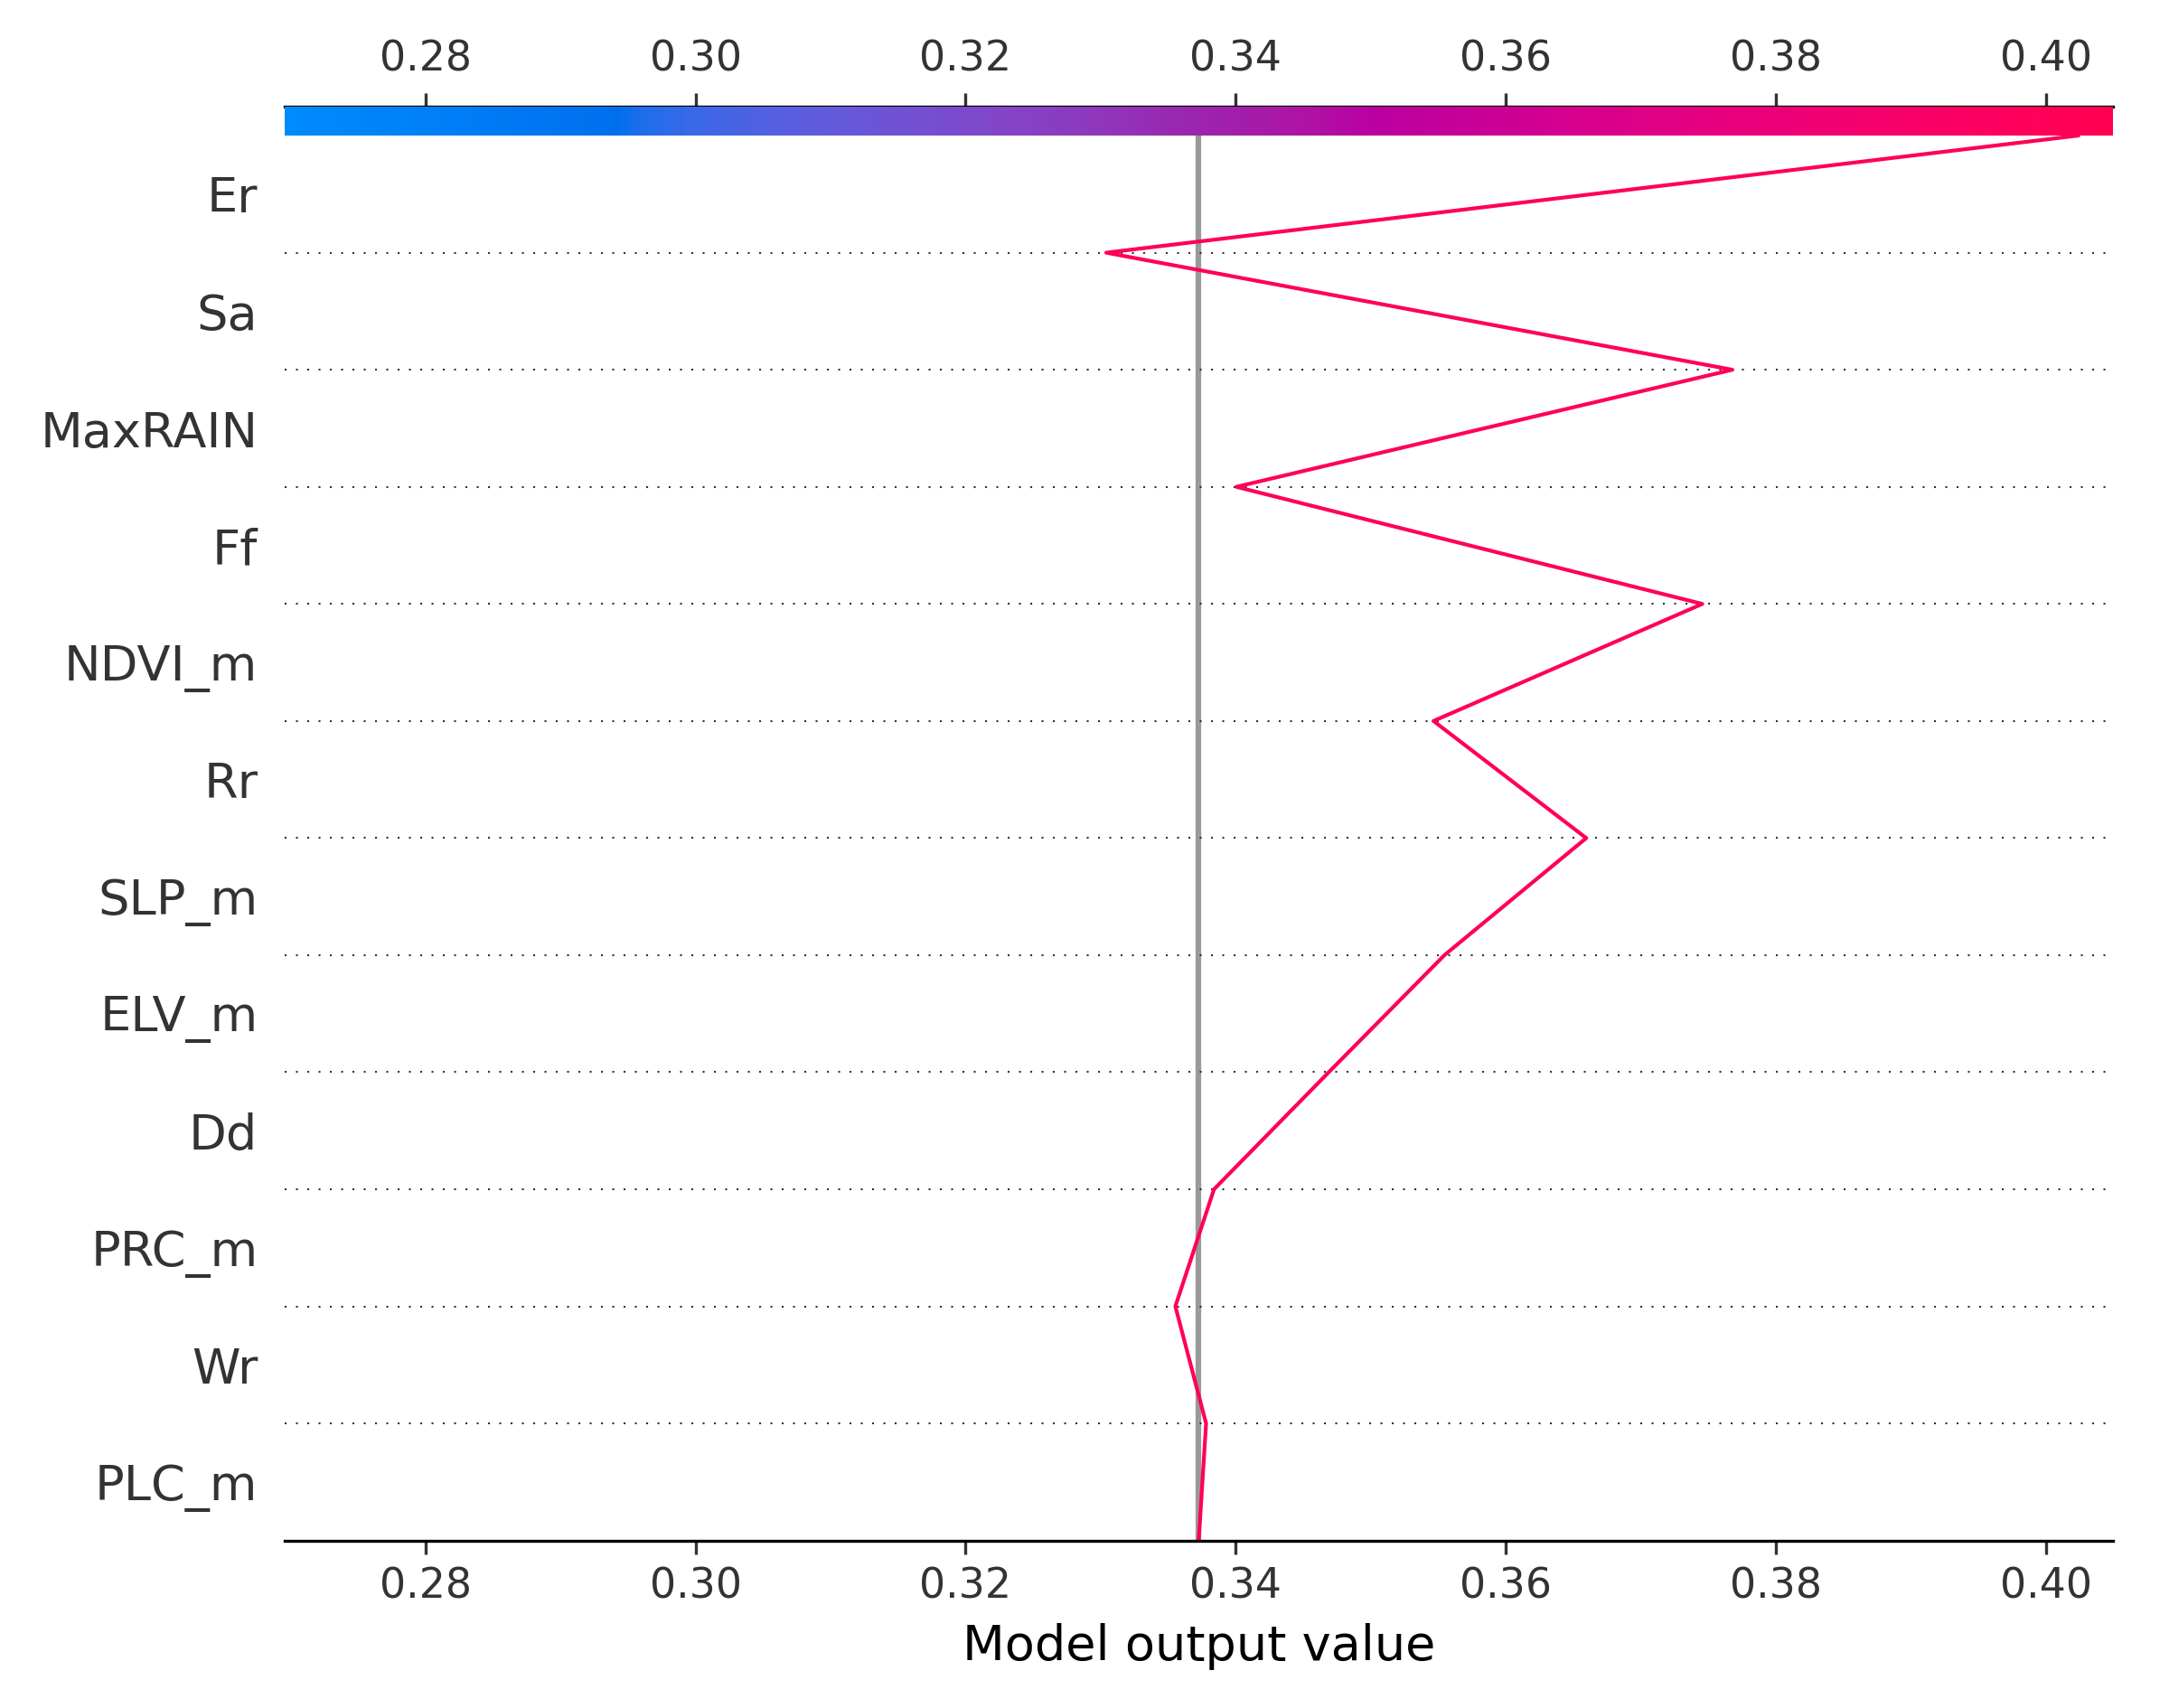 0.28 0.30 0.32 0.34 0.36 0.38 0.40
Er
Sa
MaxRAIN
Ff
NDVI_m
Rr
SLP_m
ELV_m
Dd
PRC_m
Wr
PLC_m
0.28 0.30 0.32 0.34 0.36 0.38 0.40
Model output value